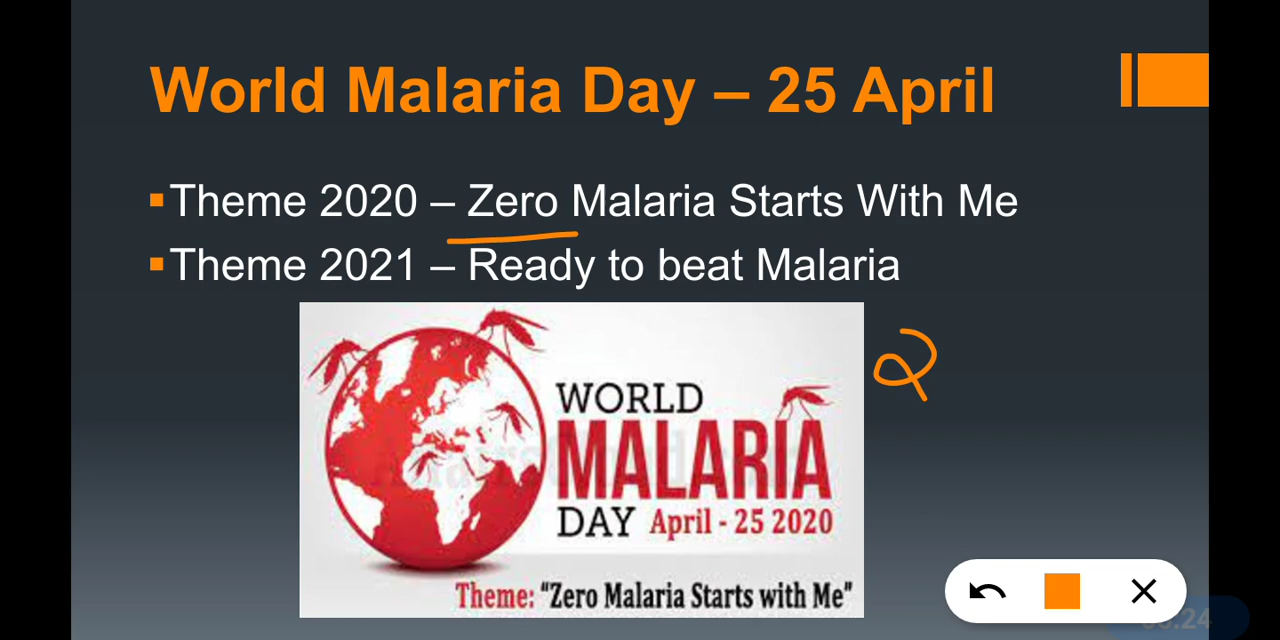 World Malaria Day – 25 April
Theme 2020 – Zero Malaria Starts With Me
Theme 2021 – Ready to beat Malaria
2
WORLD
MALARIA
DAY April - 25 2020
Theme: "Zero Malaria Starts with Me"